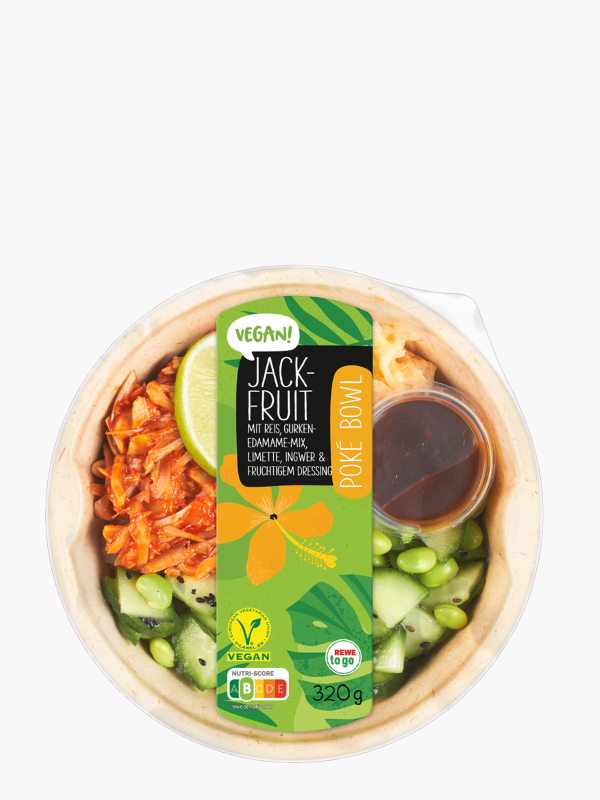 VEGAN!
JACK-
FRUIT
MIT REIS, GURKEN-
EDAMAME-MIX,
LIMETTE, INGWER &
FRUCHTIGEM DRESSING
POKÉ BOWL
VEGAN
REWE
to go
NUTRI-SCORE
A B C D E
320g